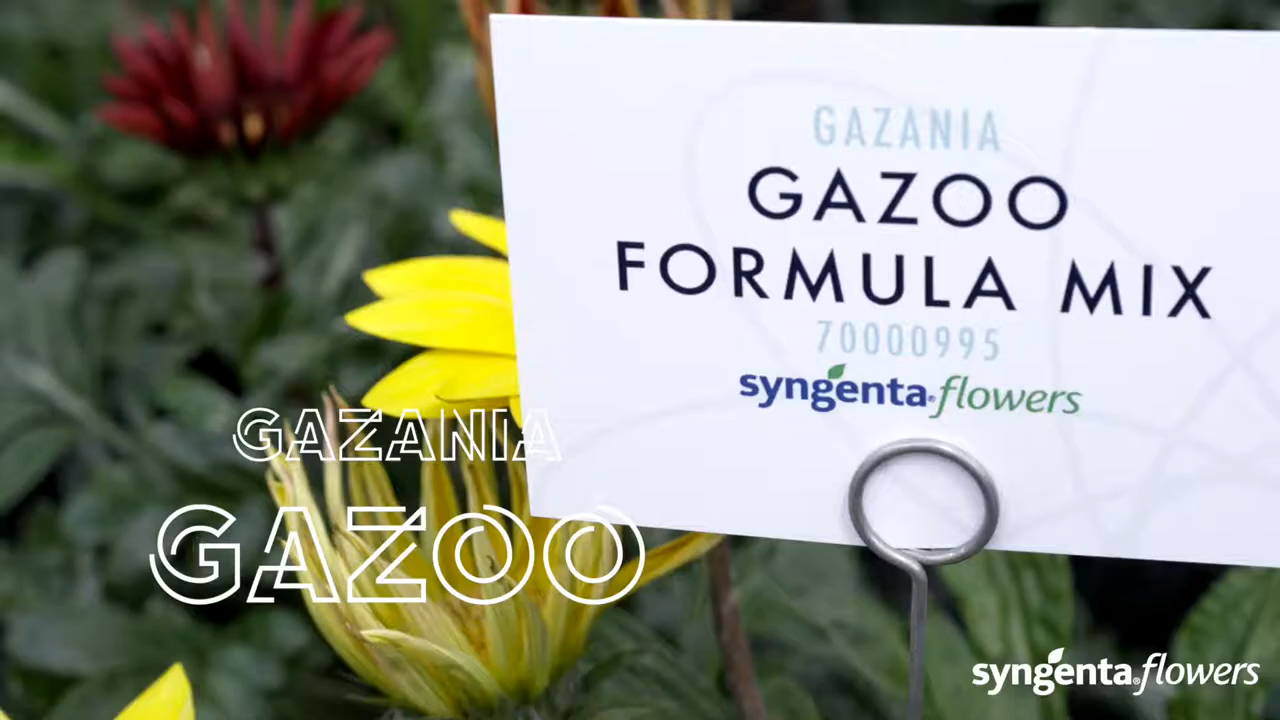 GAZANIA
GAZOO
FORMULA MIX
70000995
syngenta® flowers
GAZANIA
GAZOO
syngenta® flowers